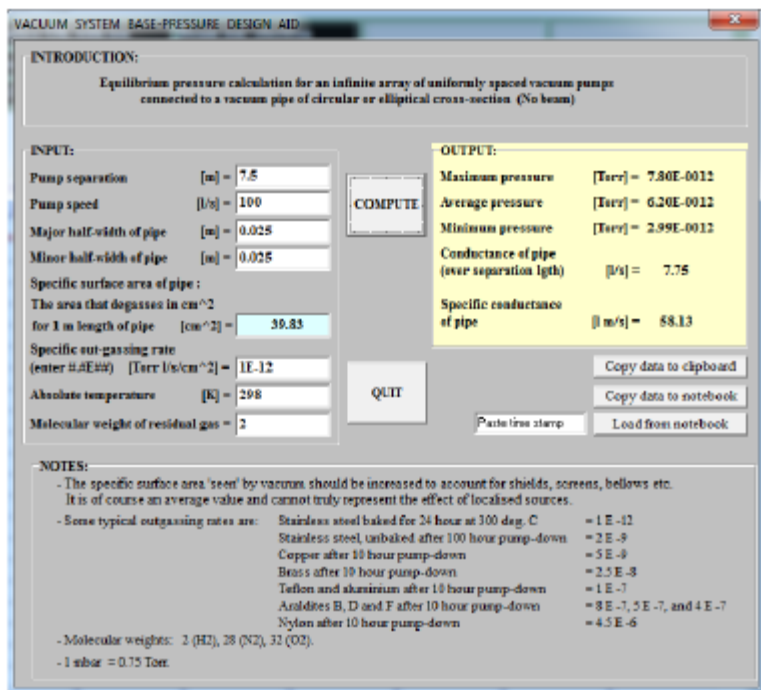 VACUUM SYSTEM BASE-PRESSURE DESIGN AID
INTRODUCTION:
Equilibrium pressure calculation for an infinite array of uniformly spaced vacuum pumps
connected to a vacuum pipe of circular or elliptical cross-section (No beam)
INPUT:
Pump separation [m] = 7.5
Pump speed [l/s] = 100
Major half-width of pipe [m] = 0.025
Minor half-width of pipe [m] = 0.025
Specific surface area of pipe :
The area that degasses in cm^2
for 1 m length of pipe [cm^2] = 39.83
Specific out-gassing rate
(enter #.#E##) [Torr l/s/cm^2] = 1E-12
Absolute temperature [K] = 298
Molecular weight of residual gas = 2
COMPUTE
QUIT
OUTPUT:
Maximum pressure [Torr] = 7.80E-0012
Average pressure [Torr] = 6.20E-0012
Minimum pressure [Torr] = 2.99E-0012
Conductance of pipe
(over separation lgth) [l/s] = 7.75
Specific conductance
of pipe [l m/s] = 58.13
Copy data to clipboard
Copy data to notebook
Paste time stamp
Load from notebook
NOTES:
- The specific surface area 'seen' by vacuum should be increased to account for shields, screens, bellows etc.
It is of course an average value and cannot truly represent the effect of localised sources.
- Some typical outgassing rates are: Stainless steel baked for 24 hour at 300 deg. C = 1 E -12
Stainless steel, unbaked after 100 hour pump-down = 2 E -9
Copper after 10 hour pump-down = 5 E -9
Brass after 10 hour pump-down = 2.5 E -8
Teflon and aluminium after 10 hour pump-down = 1 E -7
Araldites B, D and F after 10 hour pump-down = 8 E -7, 5 E -7, and 4 E -7
Nylon after 10 hour pump-down = 4.5 E -6
- Molecular weights: 2 (H2), 28 (N2), 32 (O2).
- 1 mbar = 0.75 Torr.